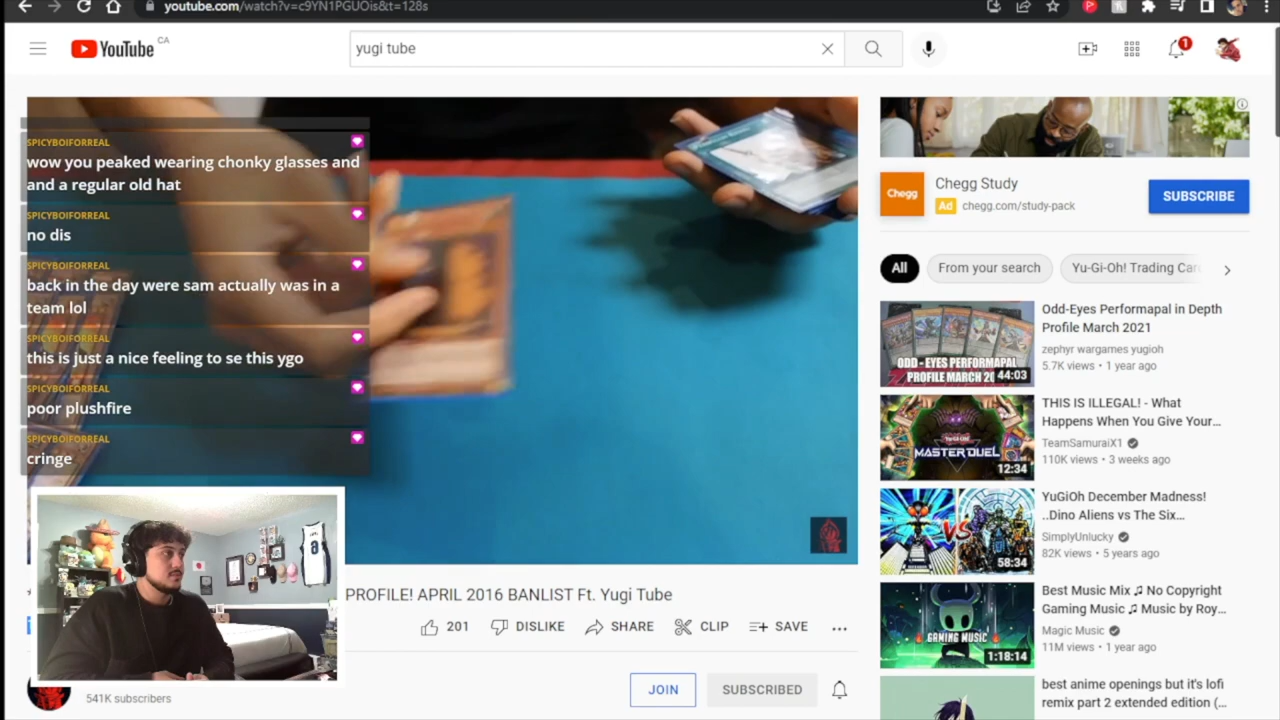 youtube.com/watch?v=c9YN1PGUOis&t=128s
YouTube CA
yugi tube
1
SPICYBOIFORREAL
wow you peaked wearing chonky glasses and
and a regular old hat
SPICYBOIFORREAL
no dis
SPICYBOIFORREAL
back in the day were sam actually was in a
team lol
SPICYBOIFORREAL
this is just a nice feeling to se this ygo
SPICYBOIFORREAL
poor plushfire
SPICYBOIFORREAL
cringe
8
PROFILE! APRIL 2016 BANLIST Ft. Yugi Tube
201 DISLIKE SHARE CLIP SAVE
541K subscribers
JOIN SUBSCRIBED
Chegg
Chegg Study
Ad chegg.com/study-pack
SUBSCRIBE
All From your search Yu-Gi-Oh! Trading Car
ODD - EYES PERFORMAPAL
PROFILE MARCH 20
44:03
Odd-Eyes Performapal in Depth
Profile March 2021
zephyr wargames yugioh
5.7K views • 1 year ago
Yu-Gi-Oh!
MASTER DUEL
12:34
THIS IS ILLEGAL! - What
Happens When You Give Your...
TeamSamuraiX1
110K views • 3 weeks ago
VS
58:34
YuGiOh December Madness!
..Dino Aliens vs The Six...
SimplyUnlucky
82K views • 5 years ago
GAMING MUSIC
1:18:14
Best Music Mix ♫ No Copyright
Gaming Music ♫ Music by Roy...
Magic Music
11M views • 1 year ago
best anime openings but it's lofi
remix part 2 extended edition (...